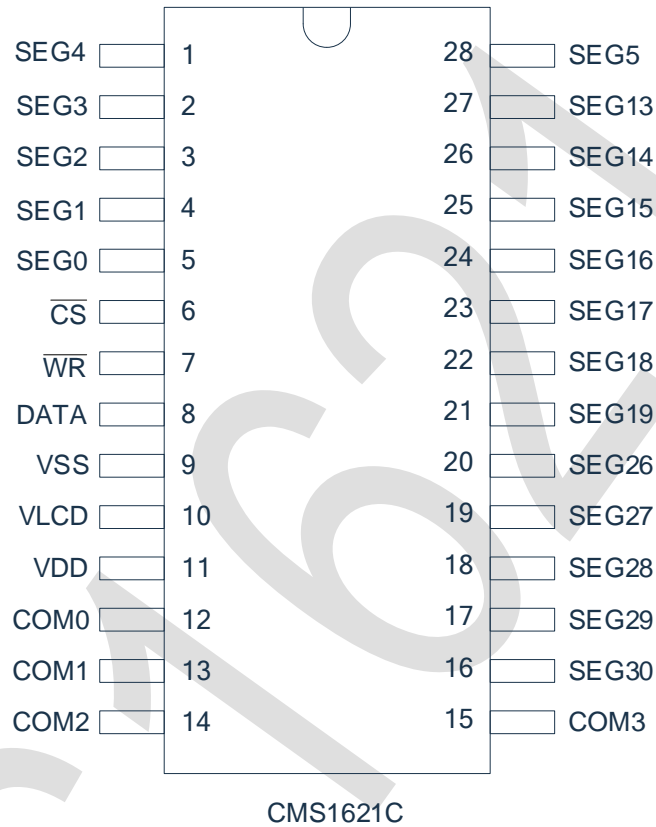 SEG4 1 28 SEG5
SEG3 2 27 SEG13
SEG2 3 26 SEG14
SEG1 4 25 SEG15
SEG0 5 24 SEG16
C̅S̅ 6 23 SEG17
W̅R̅ 7 22 SEG18
DATA 8 21 SEG19
VSS 9 20 SEG26
VLCD 10 19 SEG27
VDD 11 18 SEG28
COM0 12 17 SEG29
COM1 13 16 SEG30
COM2 14 15 COM3
CMS1621C